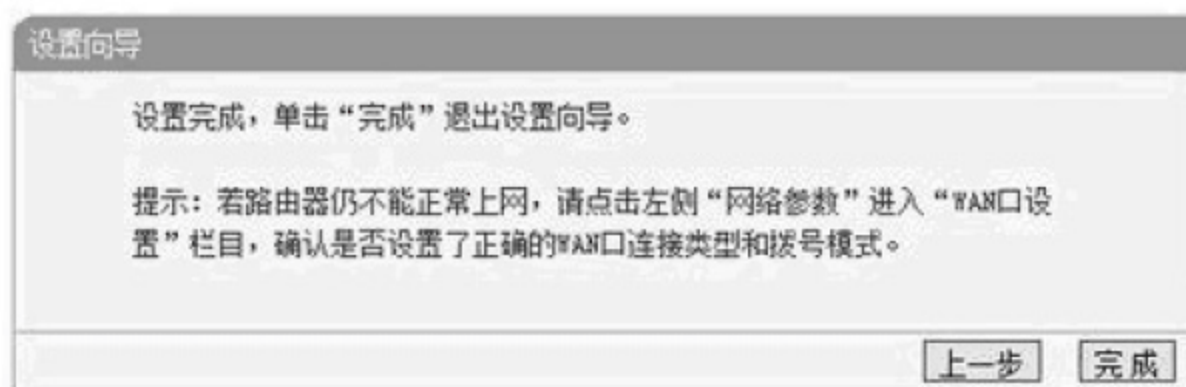 设置向导
设置完成，单击“完成”退出设置向导。
提示：若路由器仍不能正常上网，请点击左侧“网络参数”进入“WAN口设
置”栏目，确认是否设置了正确的WAN口连接类型和拨号模式。
上一步 完成